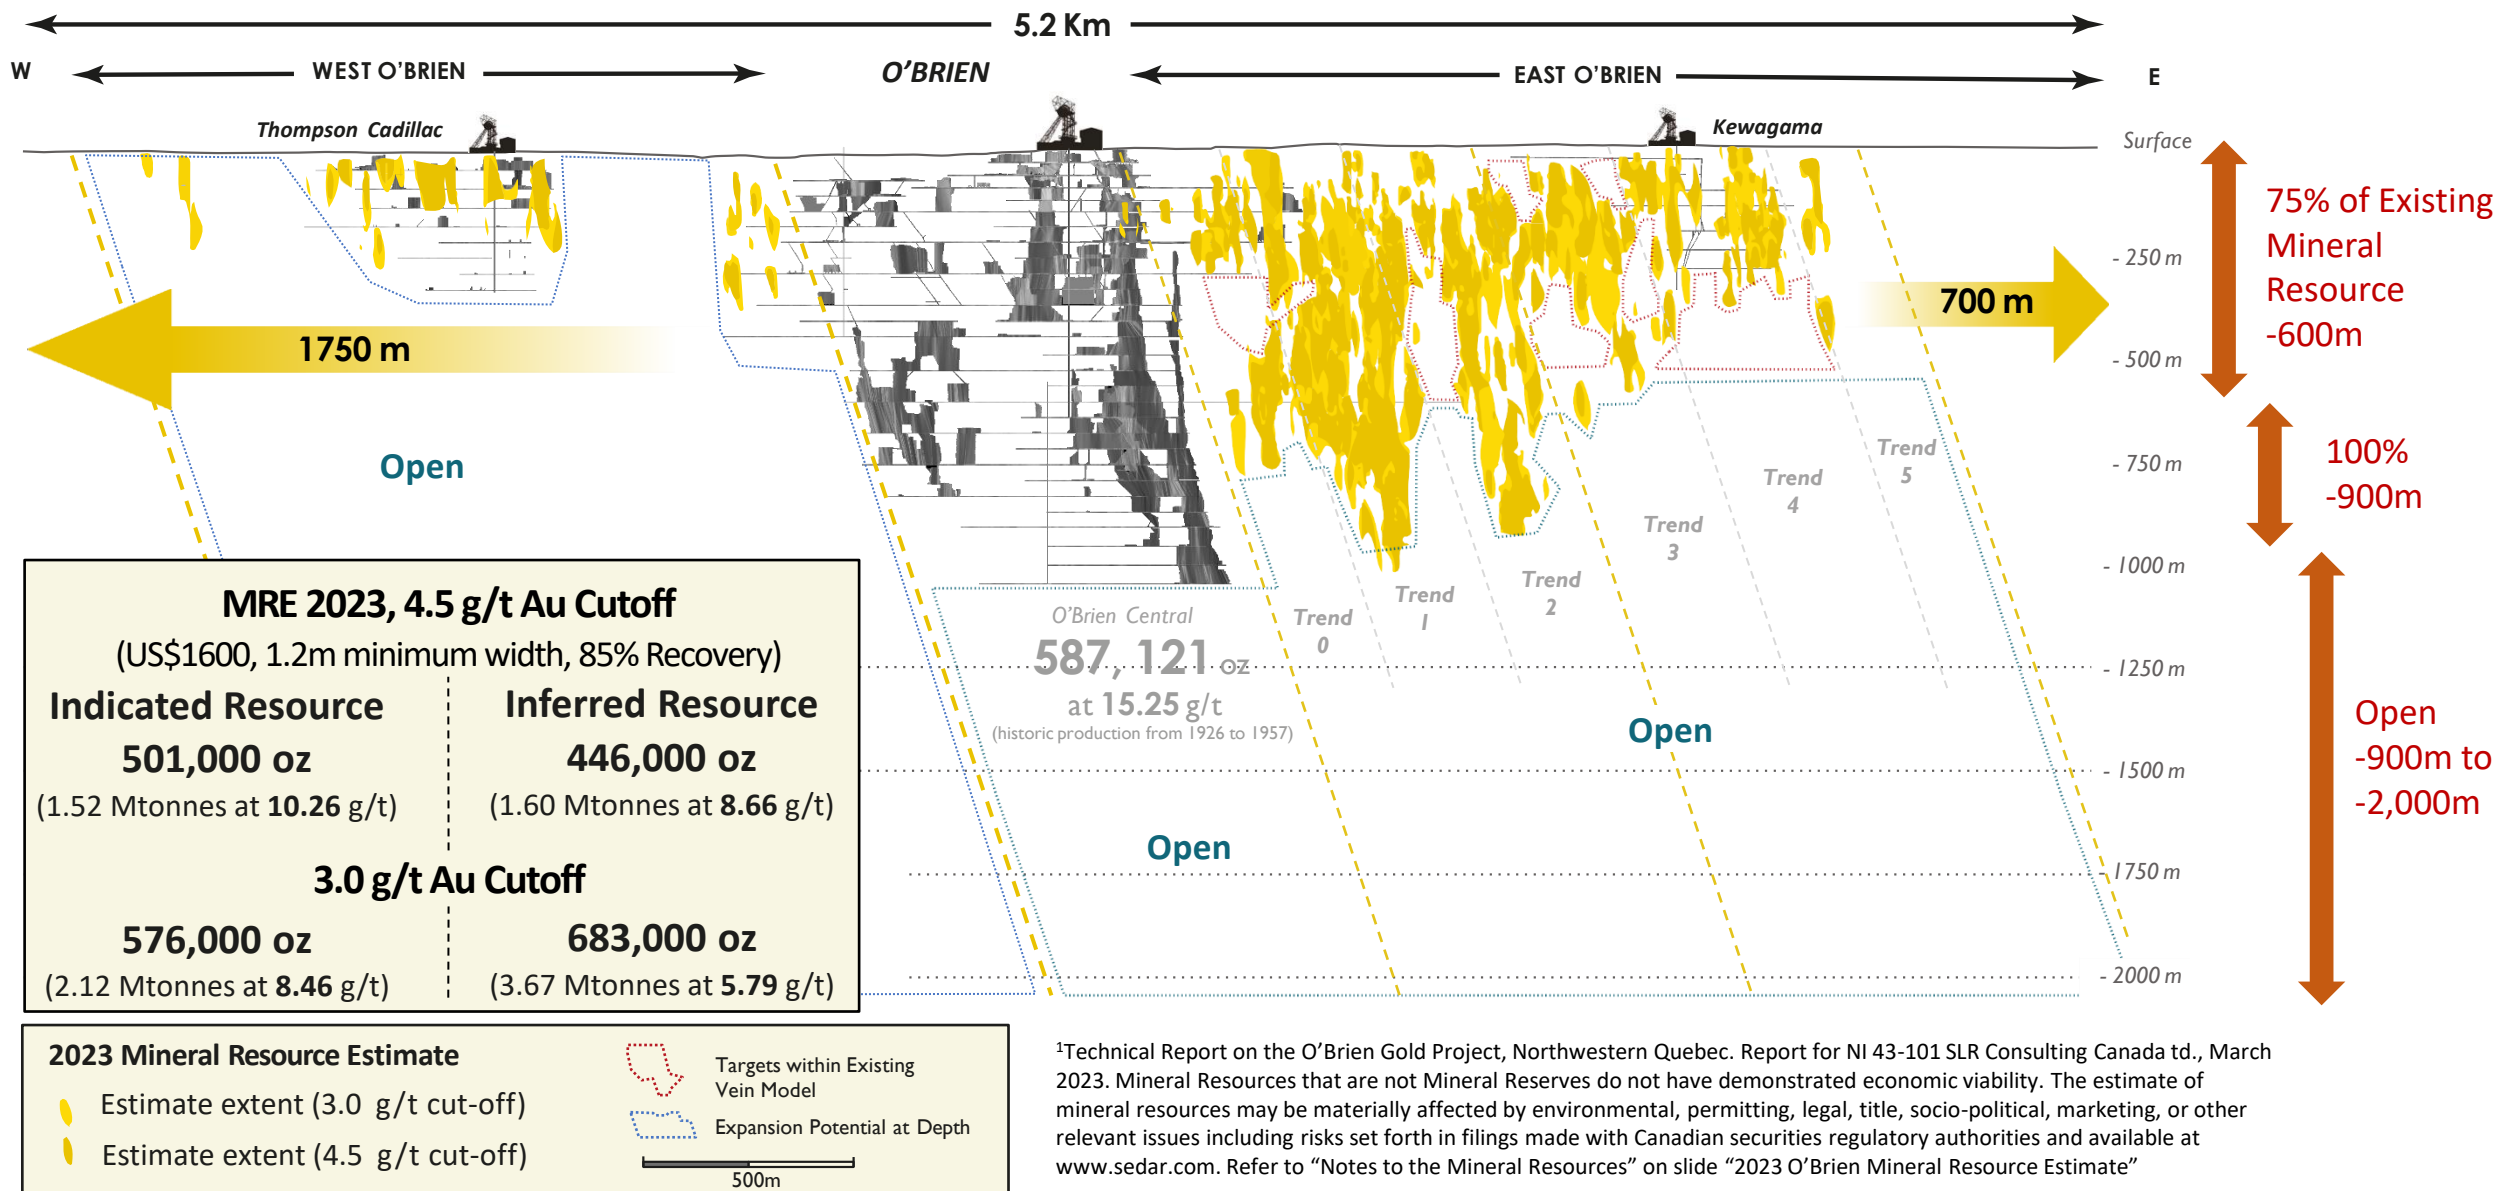 5.2 Km
W
WEST O'BRIEN
O'BRIEN
EAST O'BRIEN
E
Thompson Cadillac
Kewagama
Surface
- 250 m
- 500 m
- 750 m
- 1000 m
- 1250 m
- 1500 m
- 1750 m
- 2000 m
75% of Existing
Mineral
Resource
-600m
100%
-900m
Open
-900m to
-2,000m
1750 m
700 m
Open
Trend
0
Trend
1
Trend
2
Trend
3
Trend
4
Trend
5
O'Brien Central
587, 121 oz
at 15.25 g/t
(historic production from 1926 to 1957)
Open
Open
MRE 2023, 4.5 g/t Au Cutoff
(US$1600, 1.2m minimum width, 85% Recovery)
Indicated Resource
501,000 oz
(1.52 Mtonnes at 10.26 g/t)
Inferred Resource
446,000 oz
(1.60 Mtonnes at 8.66 g/t)
3.0 g/t Au Cutoff
576,000 oz
(2.12 Mtonnes at 8.46 g/t)
683,000 oz
(3.67 Mtonnes at 5.79 g/t)
2023 Mineral Resource Estimate
Estimate extent (3.0 g/t cut-off)
Estimate extent (4.5 g/t cut-off)
Targets within Existing
Vein Model
Expansion Potential at Depth
500m
¹Technical Report on the O'Brien Gold Project, Northwestern Quebec. Report for NI 43-101 SLR Consulting Canada td., March
2023. Mineral Resources that are not Mineral Reserves do not have demonstrated economic viability. The estimate of
mineral resources may be materially affected by environmental, permitting, legal, title, socio-political, marketing, or other
relevant issues including risks set forth in filings made with Canadian securities regulatory authorities and available at
www.sedar.com. Refer to "Notes to the Mineral Resources" on slide "2023 O'Brien Mineral Resource Estimate"